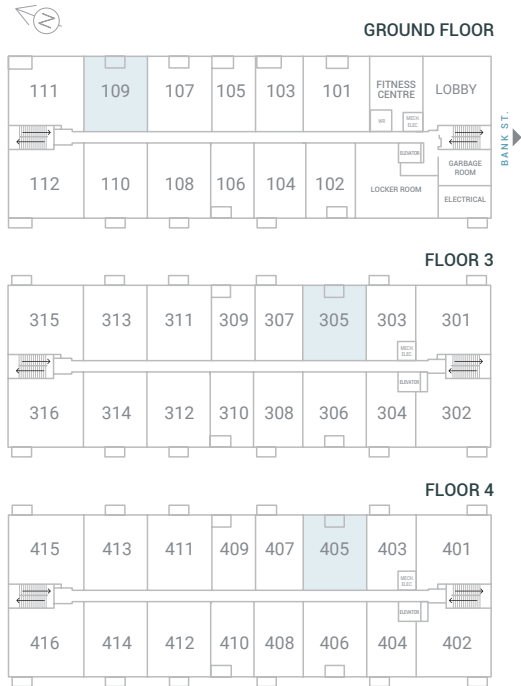 N
GROUND FLOOR
111 109 107 105 103 101 FITNESS CENTRE LOBBY
WR MECH. ELEC.
BANK ST.
ELEVATOR
112 110 108 106 104 102 LOCKER ROOM GARBAGE ROOM
ELECTRICAL
FLOOR 3
315 313 311 309 307 305 303 301
MECH. ELEC.
ELEVATOR
316 314 312 310 308 306 304 302
FLOOR 4
415 413 411 409 407 405 403 401
MECH. ELEC.
ELEVATOR
416 414 412 410 408 406 404 402